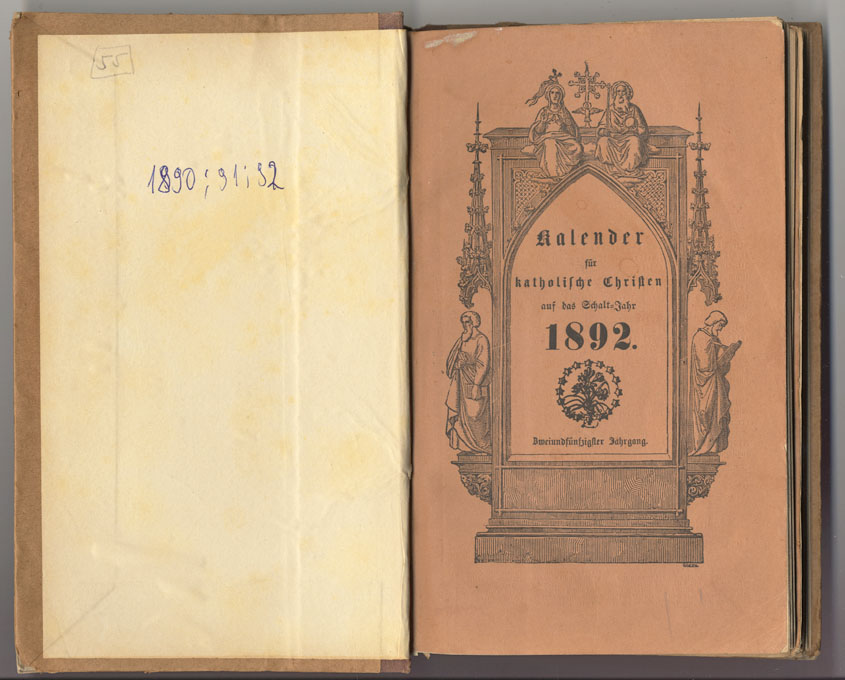 55
1890; 91; 92
Kalender
für
katholische Christen
auf das Schalt-Jahr
1892.
Zweiundfünfzigster Jahrgang.